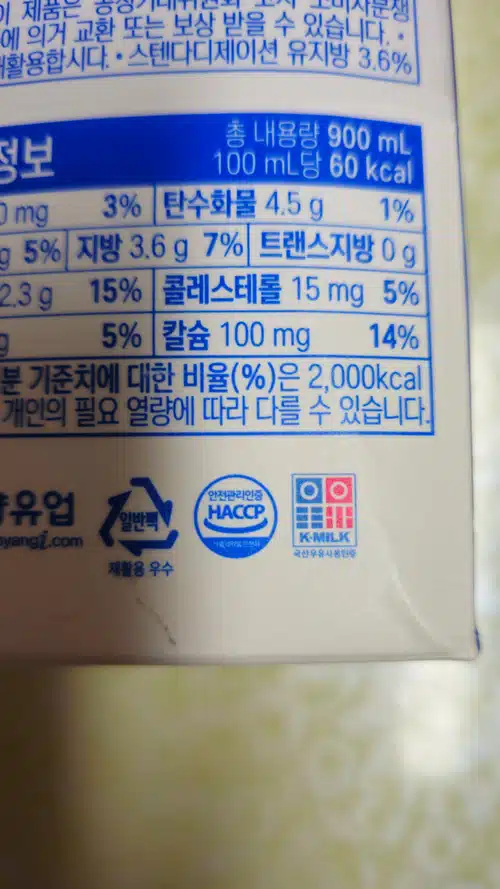 이 제품은 공정거래위원회 고시 소비자분쟁
에 의거 교환 또는 보상 받을 수 있습니다. •
활용합시다. • 스텐다디제이션 유지방 3.6%
정보
총 내용량 900 mL
100 mL당 60 kcal
0 mg 3% 탄수화물 4.5 g 1%
g 5% 지방 3.6 g 7% 트랜스지방 0 g
2.3 g 15% 콜레스테롤 15 mg 5%
g 5% 칼슘 100 mg 14%
분 기준치에 대한 비율(%)은 2,000kcal
개인의 필요 열량에 따라 다를 수 있습니다.
유업
yangi.com
일반팩
재활용 우수
안전관리인증
HACCP
K·MILK
국산우유사용인증